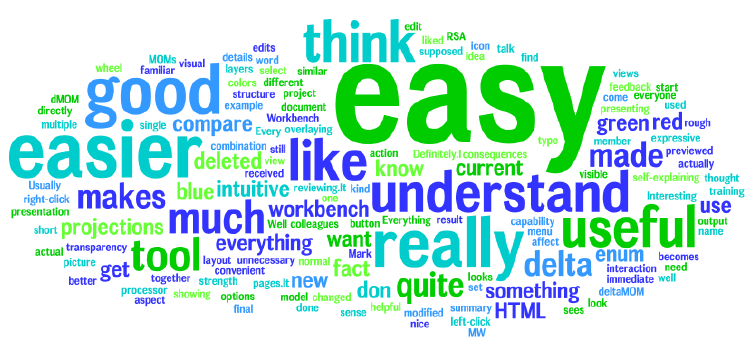 think
edit
liked
RSA
icon
talk
supposed
idea
find
MOMs
visual
edits
details
word
wheel
familiar
layers
select
similar
easy
views
good
colors
different
feedback
start
dMOM
structure
project
come
everyone
directly
example
document
presenting
used
multiple
single
compare
Workbench
typo
green
red
rough
combination
still
Every
overlaying
member
expressive
easier
deleted
view
like
action
Definitely.I
consequences
made
previewed
received
know
current
visible
actually
Usually
blue
intuitive
reviewing.it
kind
understand
self-explaining
thought
right-click
makes
one
Interesting
training
presentation
much
workbench
use
short
projections
Well
colleagues
button
Everything
result
capability
useful
output
name
actual
transparency
tool
everything
want
really
menu
affect
picture
get
layout
unnecessary
normal
Mark
delta
enum
becomes
better
together
convenient
fact
looks
interaction
need
processor
strength
pages.it
new
don
quite
set
something
immediate
well
aspect
showing
options
model
changed
deltaMOM
final
done
sense
helpful
modified
summary
HTML
sees
look
nice
left-click
MW